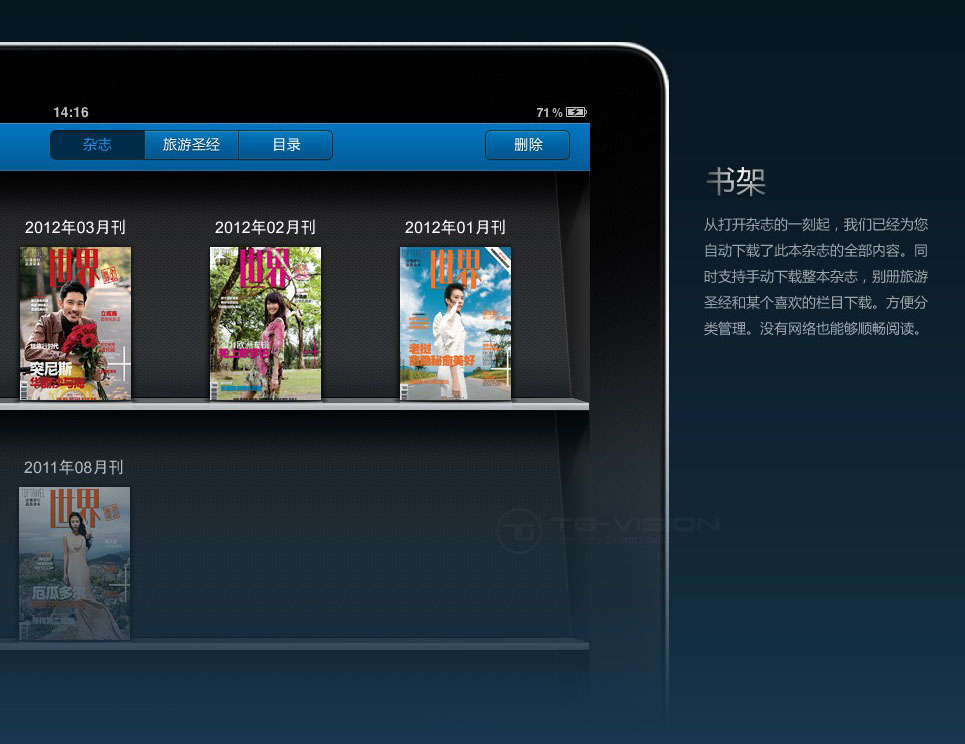 14:16
71%
杂志
旅游圣经
目录
删除
书架
从打开杂志的一刻起，我们已经为您
自动下载了此本杂志的全部内容。同
时支持手动下载整本杂志，别册旅游
圣经和某个喜欢的栏目下载。方便分
类管理。没有网络也能够顺畅阅读。
2012年03月刊
2012年02月刊
2012年01月刊
世界
突尼斯
世界
世界
老挝
2011年08月刊
世界
厄瓜多尔
TG-VISION